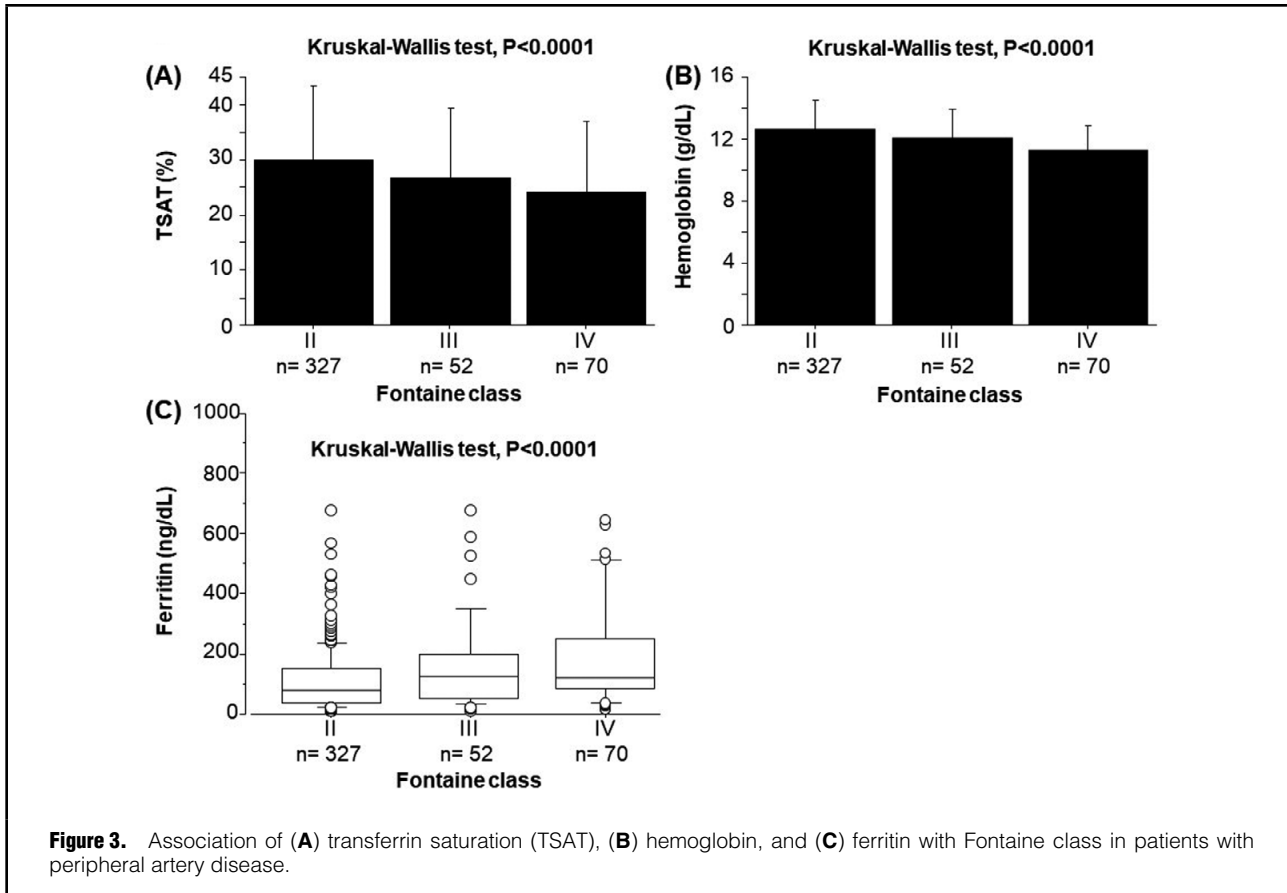 Kruskal-Wallis test, P<0.0001
(A)
45
40
30
20
10
0
TSAT (%)
II
III
IV
n= 327
n= 52
n= 70
Fontaine class
Kruskal-Wallis test, P<0.0001
(B)
16
12
8
4
0
Hemoglobin (g/dL)
II
III
IV
n= 327
n= 52
n= 70
Fontaine class
(C)
1000
800
600
400
200
0
Ferritin (ng/dL)
Kruskal-Wallis test, P<0.0001
II
III
IV
n= 327
n= 52
n= 70
Fontaine class
Figure 3. Association of (A) transferrin saturation (TSAT), (B) hemoglobin, and (C) ferritin with Fontaine class in patients with
peripheral artery disease.